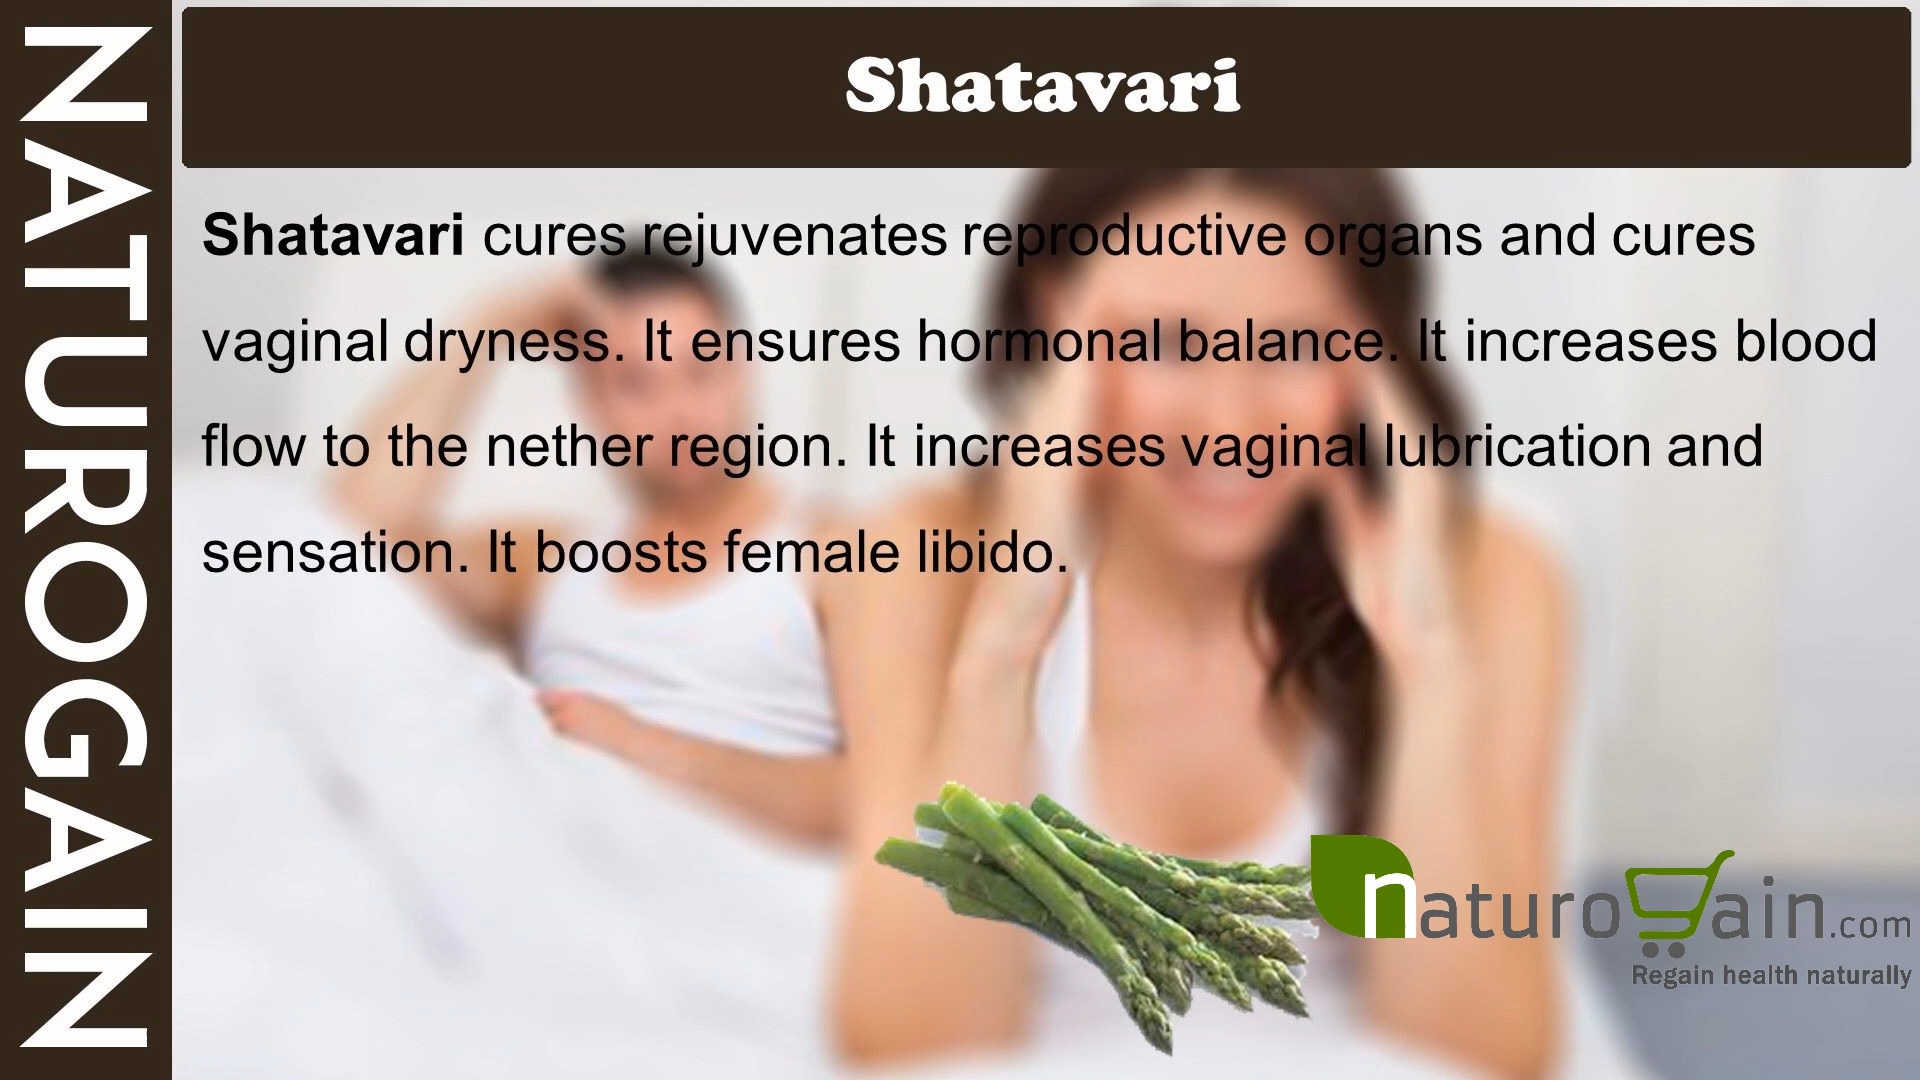 NATUROGAIN
Shatavari
Shatavari cures rejuvenates reproductive organs and cures
vaginal dryness. It ensures hormonal balance. It increases blood
flow to the nether region. It increases vaginal lubrication and
sensation. It boosts female libido.
naturogain.com
Regain health naturally